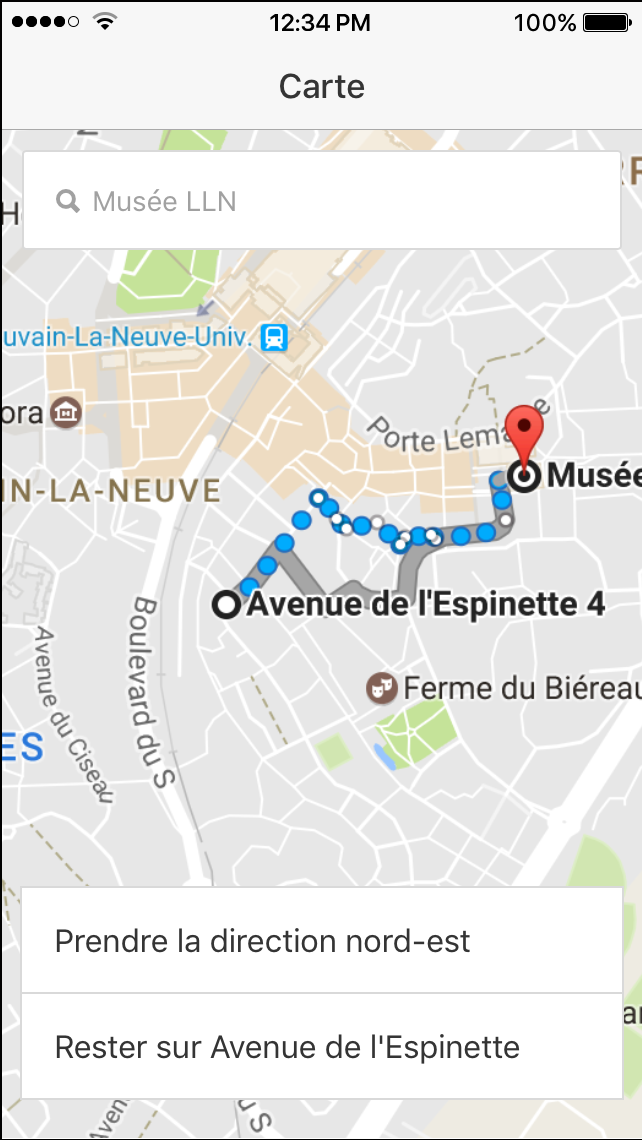 12:34 PM 100%
Carte
Musée LLN
uvain-La-Neuve-Univ.
ora
Porte Lemaire
Musée
IN-LA-NEUVE
Avenue de l'Espinette 4
Boulevard du S
Avenue du Ciseau
Ferme du Biéreau
ES
Prendre la direction nord-est
Rester sur Avenue de l'Espinette
Aven
u S